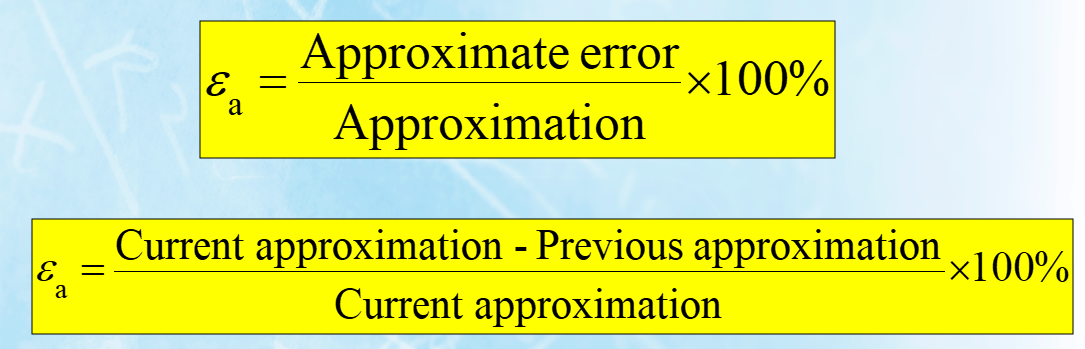 εa = Approximate error / Approximation ×100%
εa = Current approximation - Previous approximation / Current approximation ×100%